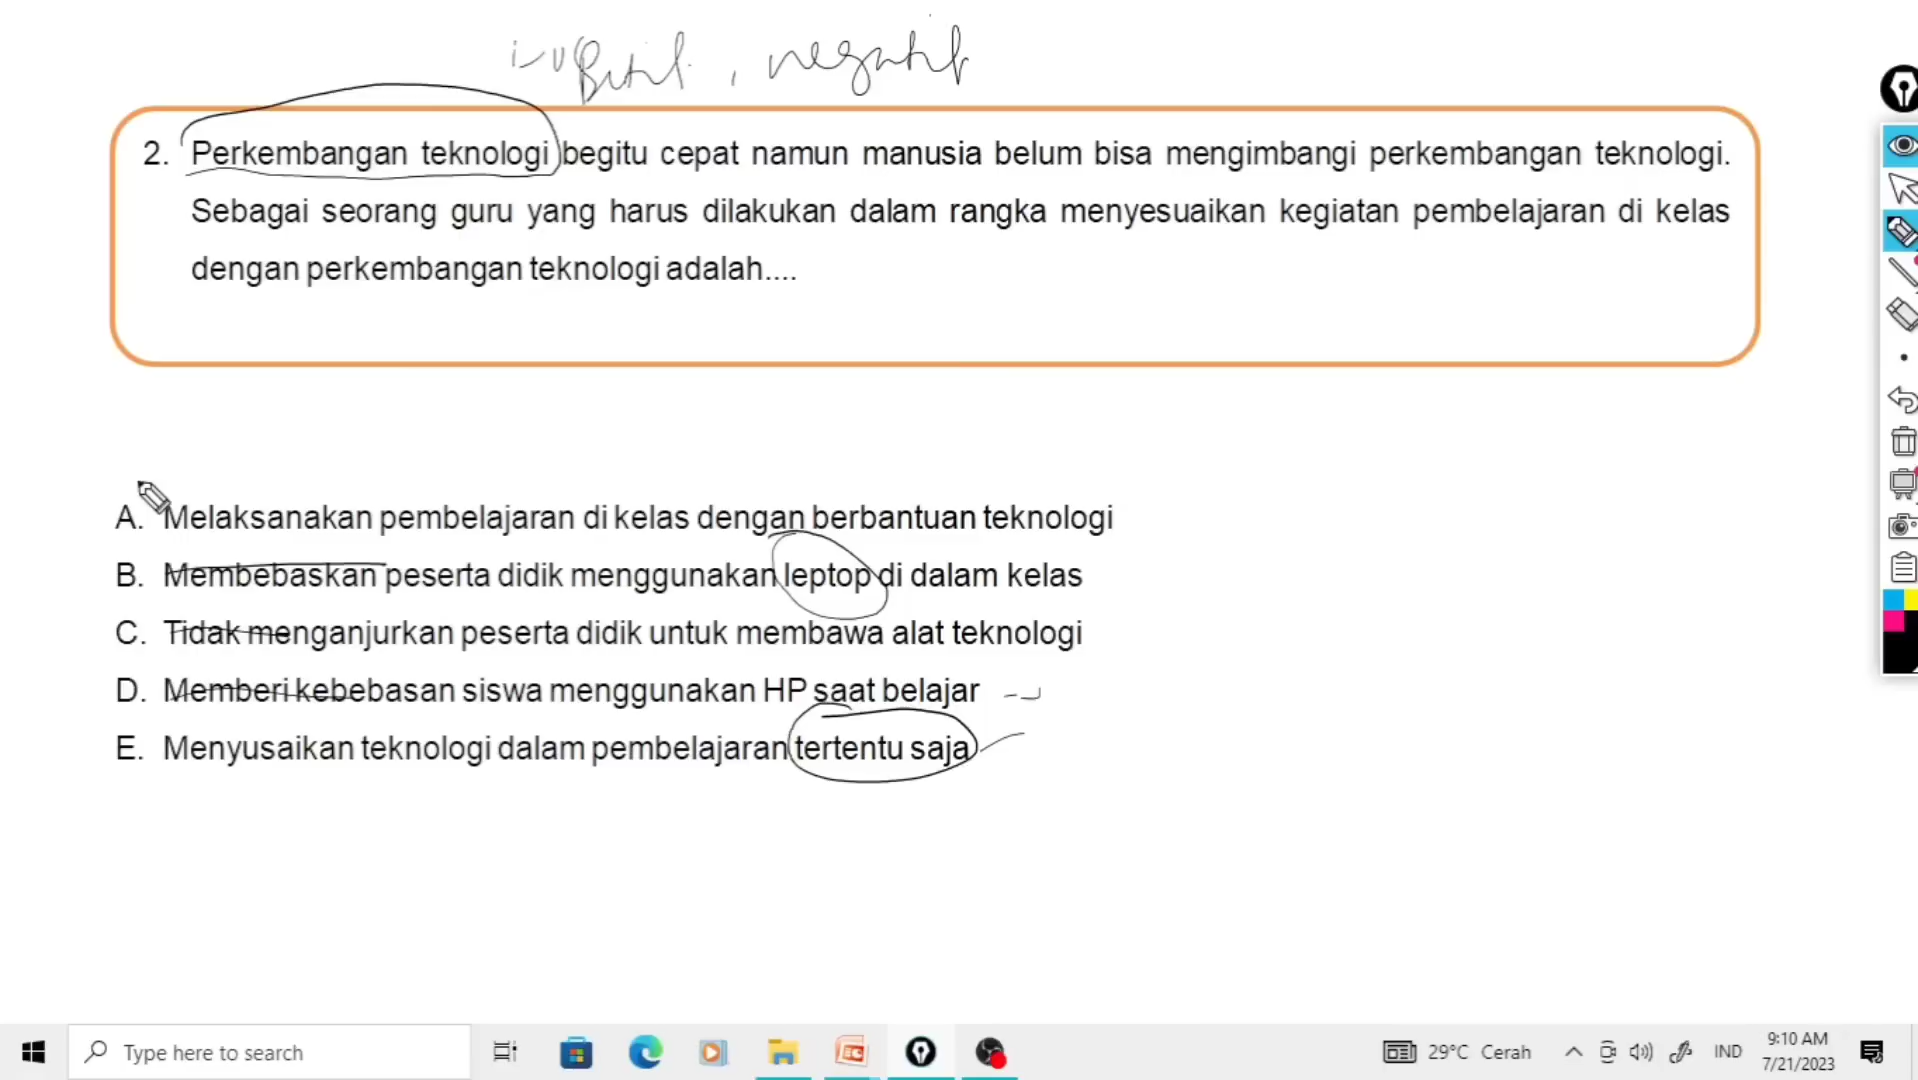 negatif
2. Perkembangan teknologi begitu cepat namun manusia belum bisa mengimbangi perkembangan teknologi.
Sebagai seorang guru yang harus dilakukan dalam rangka menyesuaikan kegiatan pembelajaran di kelas
dengan perkembangan teknologi adalah....
A. Melaksanakan pembelajaran di kelas dengan berbantuan teknologi
B. Membebaskan peserta didik menggunakan leptop di dalam kelas
C. Tidak menganjurkan peserta didik untuk membawa alat teknologi
D. Memberi kebebasan siswa menggunakan HP saat belajar
E. Menyusaikan teknologi dalam pembelajaran tertentu saja
Type here to search
29°C Cerah
IND
9:10 AM
7/21/2023